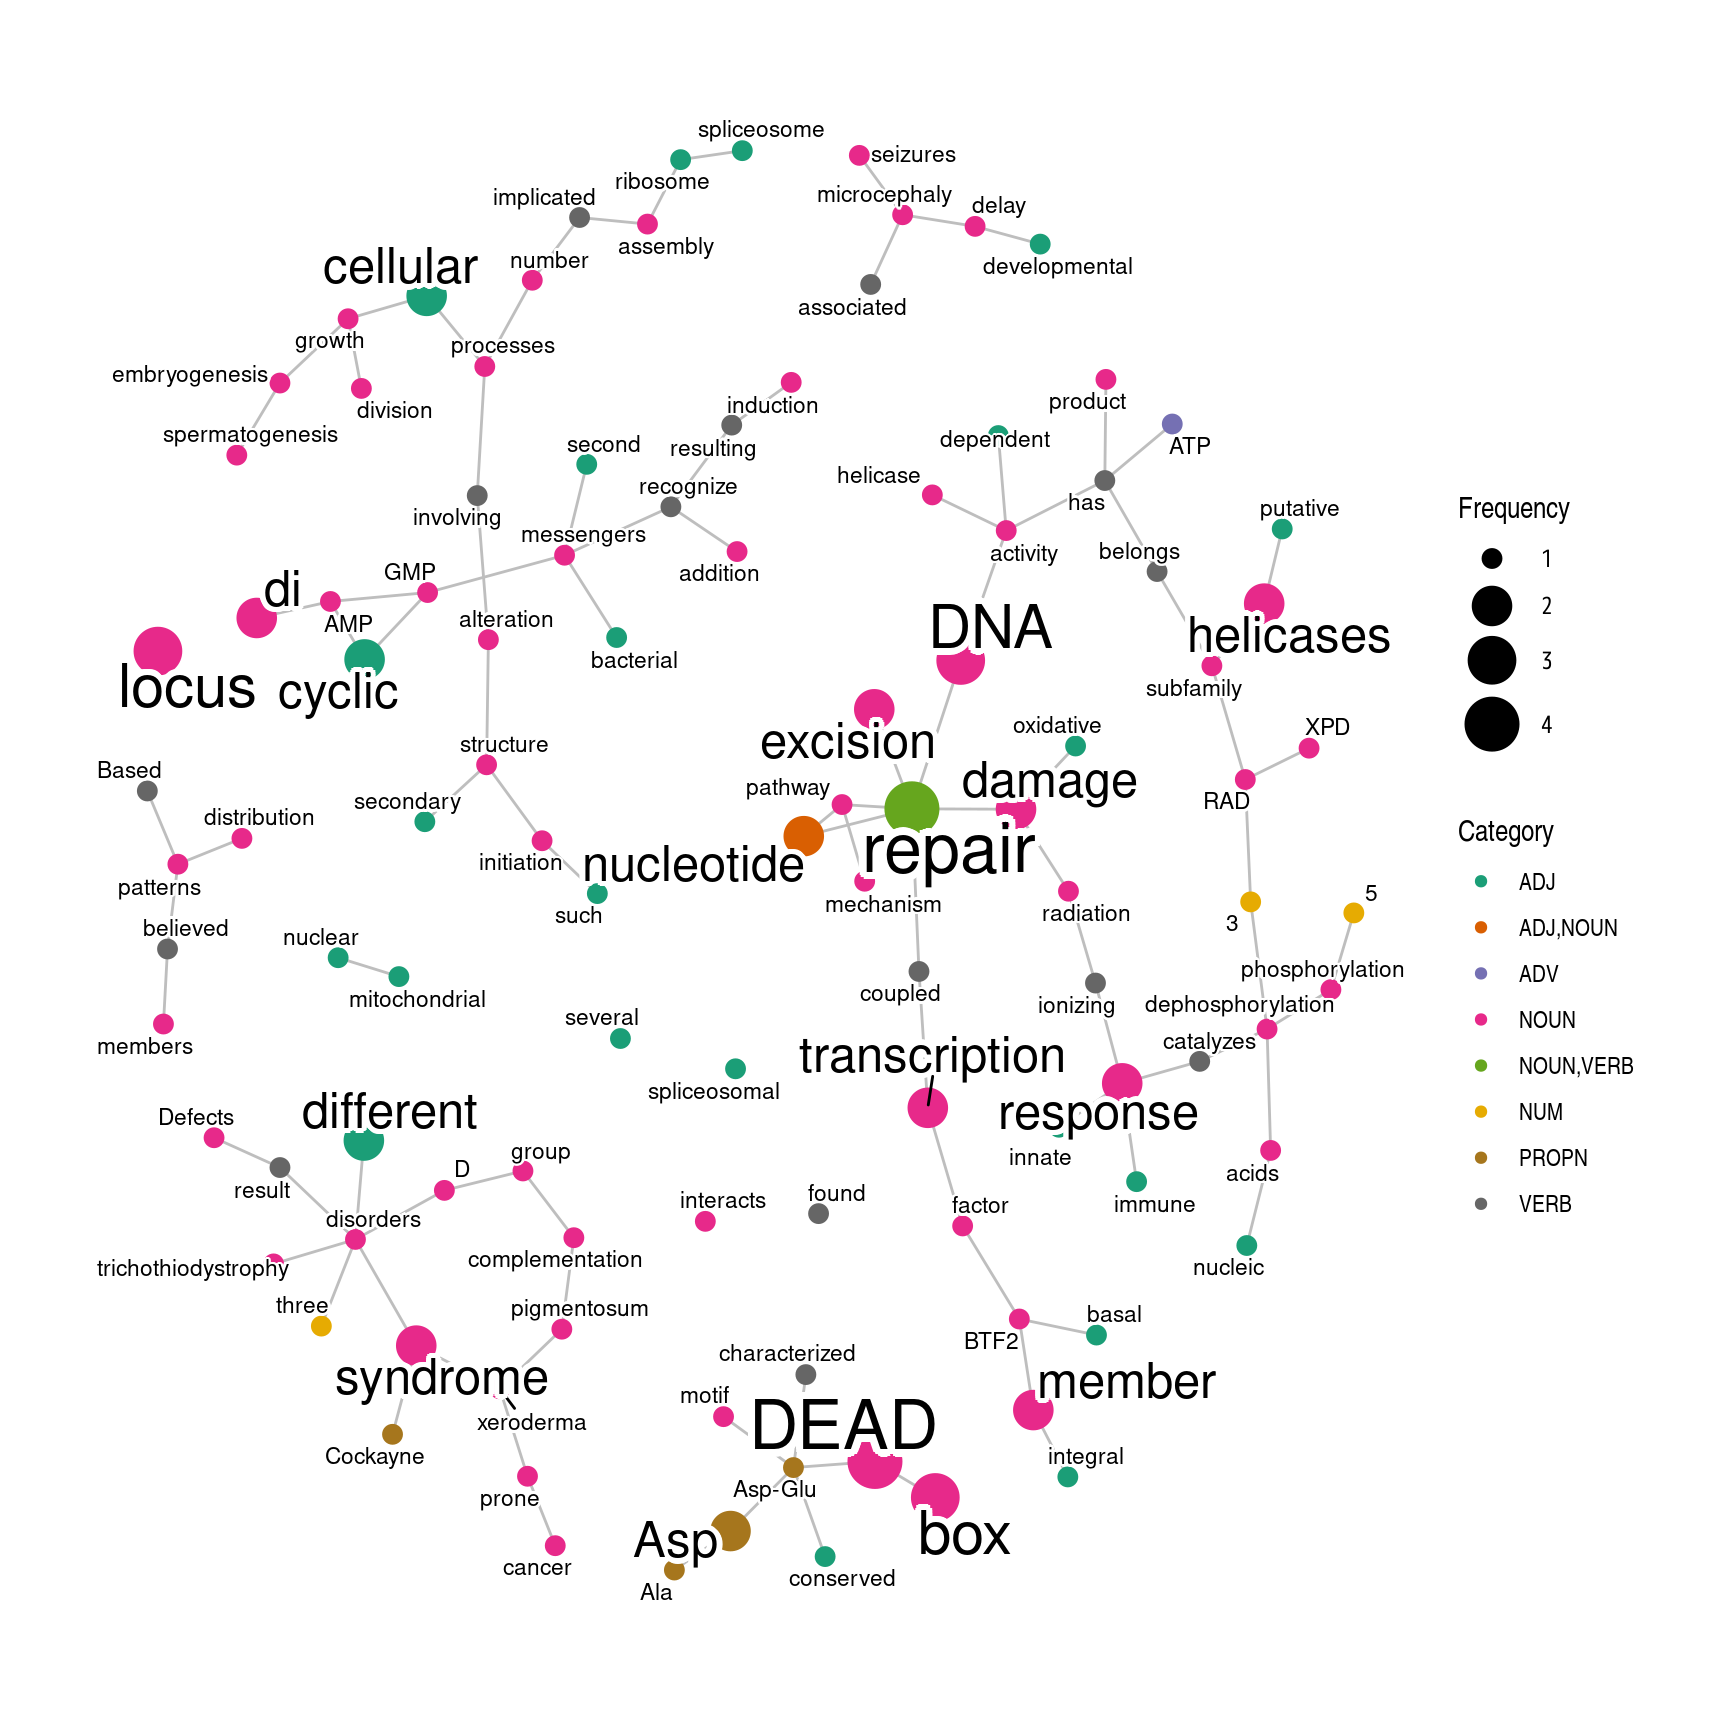 spliceosome
seizures
ribosome
implicated
microcephaly
delay
assembly
number
cellular
developmental
associated
growth
processes
embryogenesis
division
induction
product
spermatogenesis
second
resulting
dependent
ATP
helicase
recognize
has
putative
involving
messengers
activity
belongs
GMP
addition
di
AMP
alteration
DNA
helicases
bacterial
locus
cyclic
subfamily
structure
excision
oxidative
XPD
Based
damage
pathway
secondary
RAD
distribution
initiation
nucleotide
repair
patterns
mechanism
such
radiation
5
3
believed
nuclear
phosphorylation
mitochondrial
coupled
ionizing
dephosphorylation
several
members
catalyzes
transcription
spliceosomal
different
response
Defects
group
D
innate
acids
result
interacts
found
factor
immune
disorders
complementation
trichothiodystrophy
nucleic
three
pigmentosum
basal
BTF2
characterized
syndrome
motif
member
xeroderma
DEAD
Cockayne
integral
prone
Asp-Glu
Asp
box
cancer
conserved
Ala
Frequency
1
2
3
4
Category
ADJ
ADJ,NOUN
ADV
NOUN
NOUN,VERB
NUM
PROPN
VERB